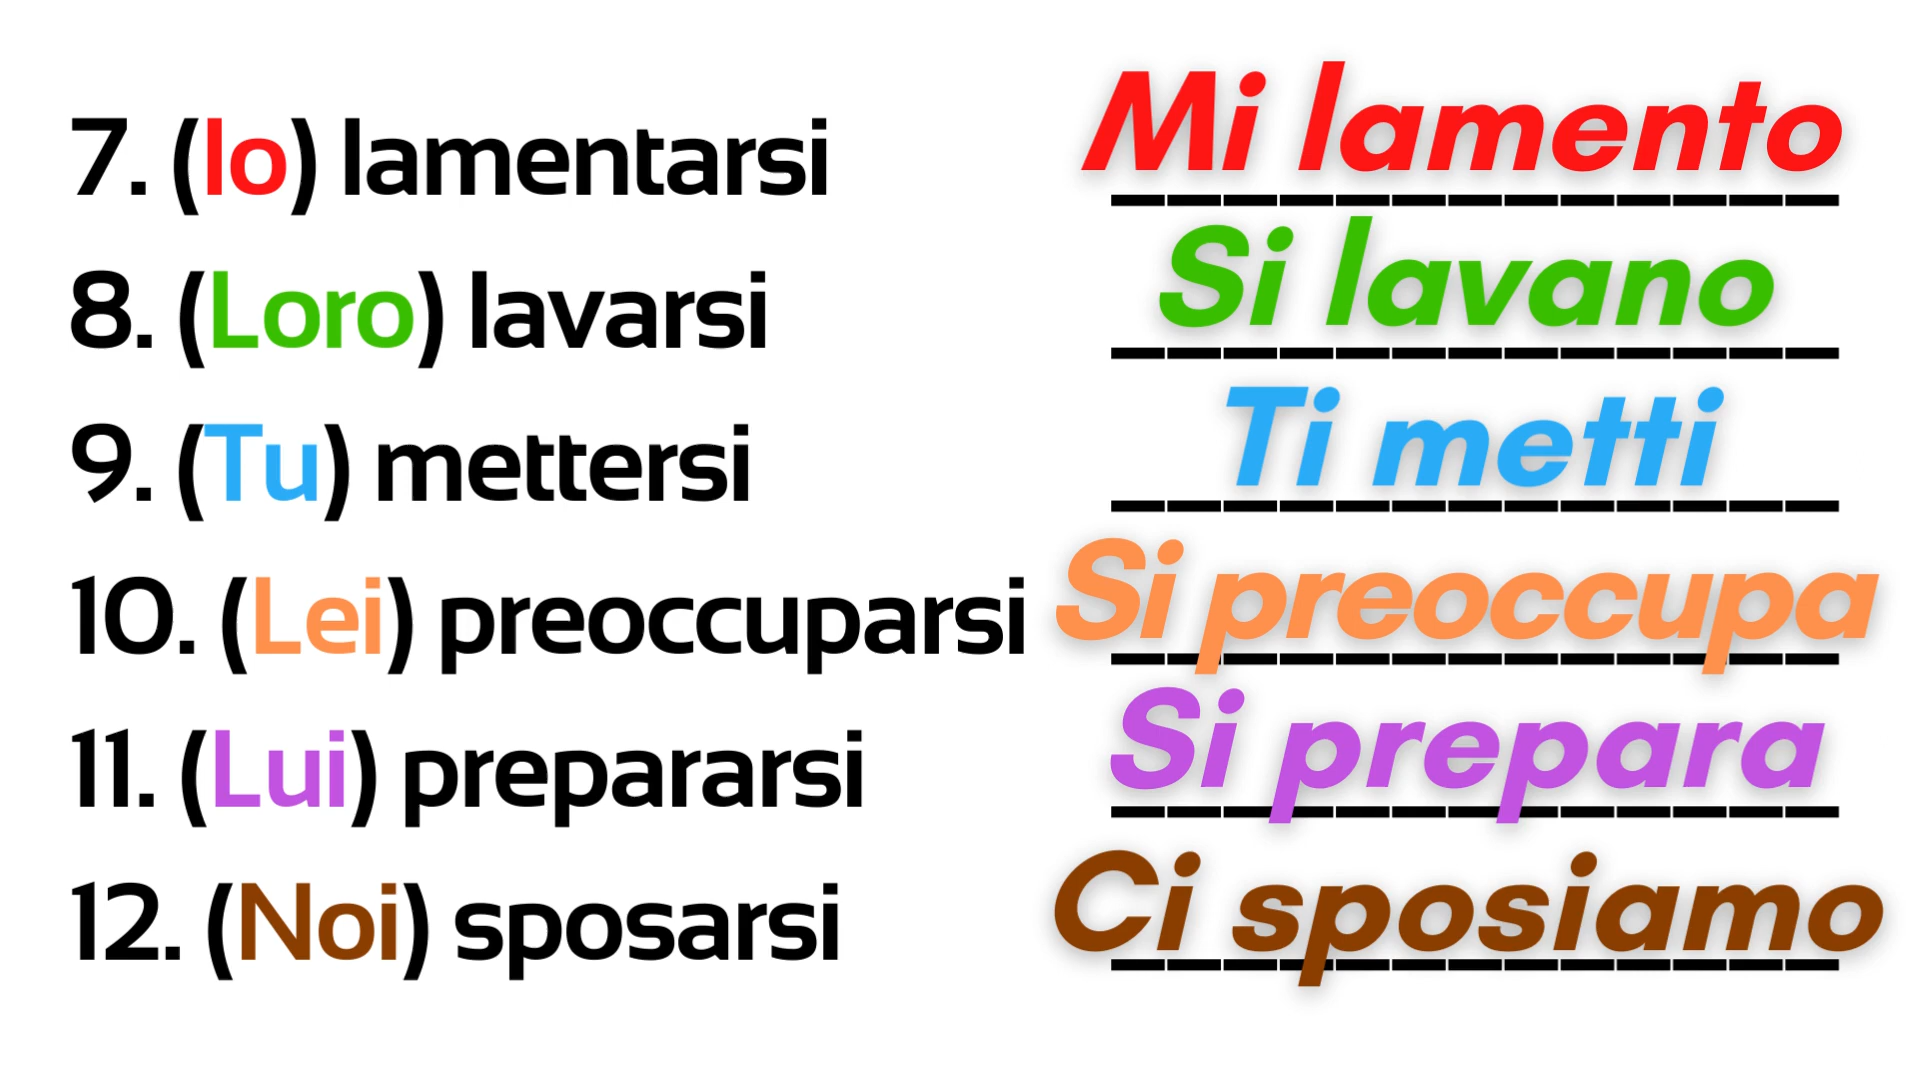 7. (Io) lamentarsi Mi lamento
8. (Loro) lavarsi Si lavano
9. (Tu) mettersi Ti metti
10. (Lei) preoccuparsi Si preoccupa
11. (Lui) prepararsi Si prepara
12. (Noi) sposarsi Ci sposiamo